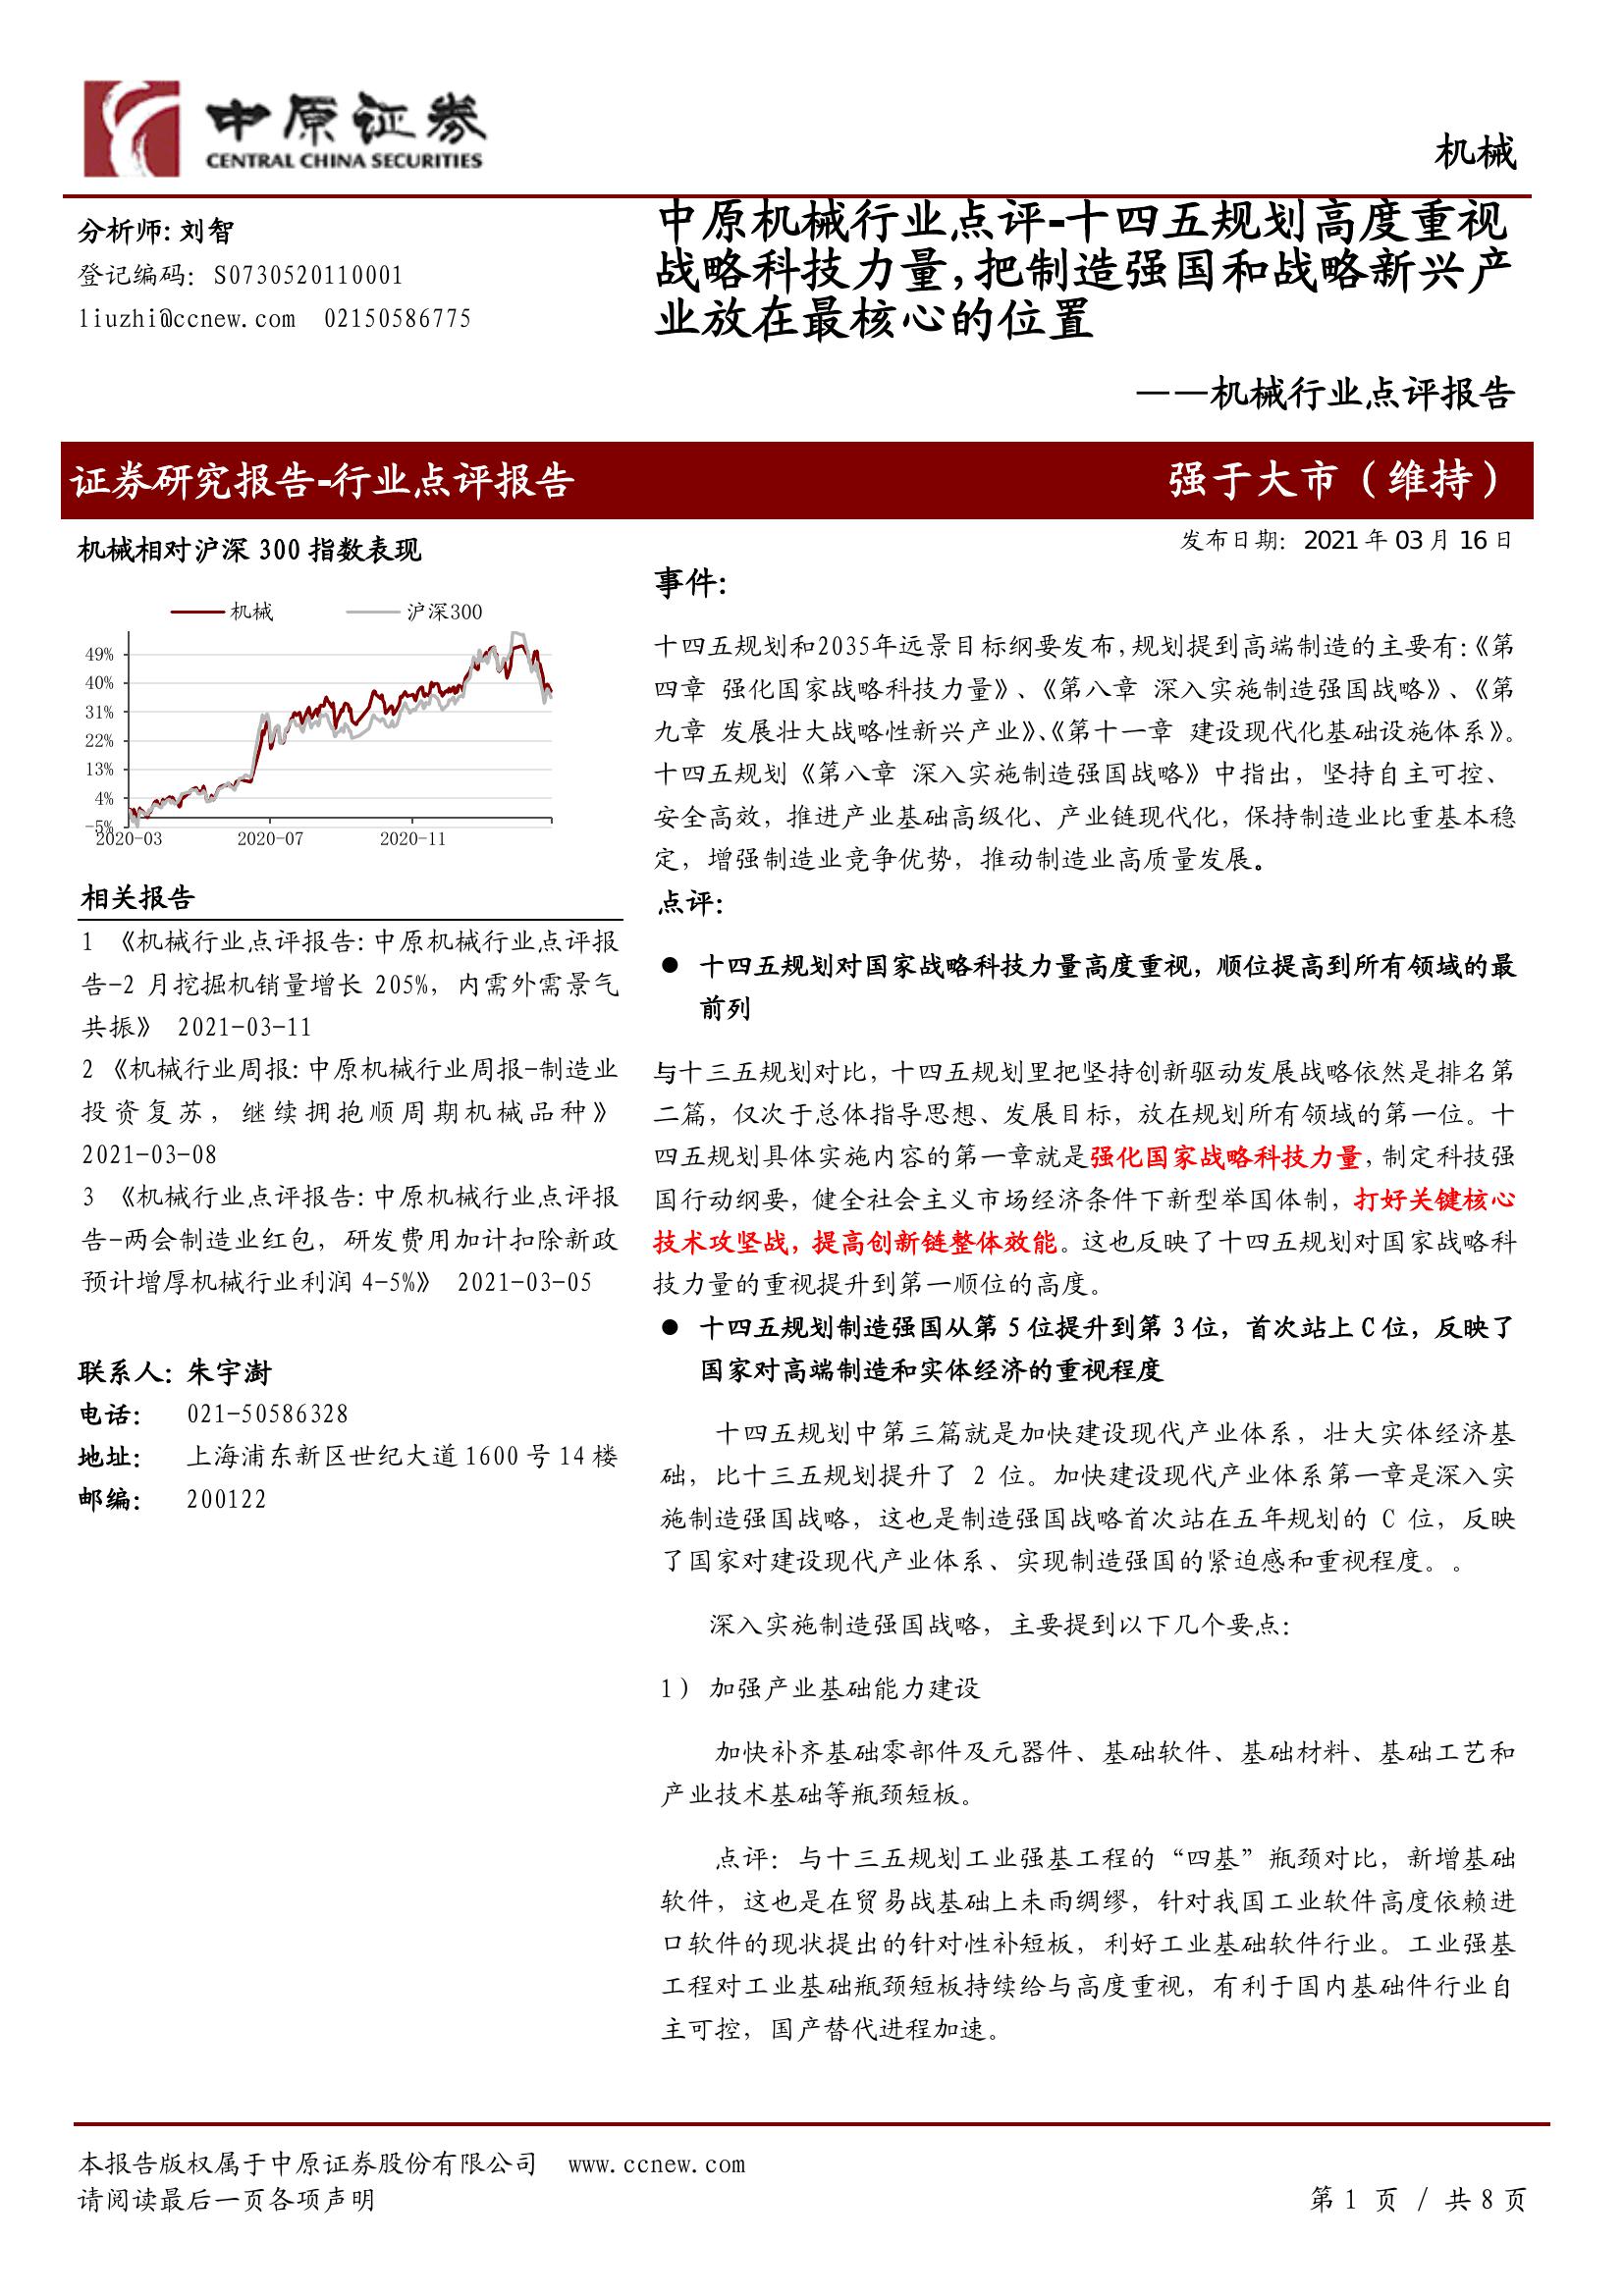 中原证券
CENTRAL CHINA SECURITIES
机械
分析师: 刘智
登记编码: S0730520110001
liuzhi@ccnew.com 02150586775
中原机械行业点评-十四五规划高度重视
战略科技力量,把制造强国和战略新兴产
业放在最核心的位置
——机械行业点评报告
证券研究报告-行业点评报告
强于大市（维持）
机械相对沪深 300 指数表现
机械
沪深300
49%
40%
31%
22%
13%
4%
-5%
2020-03
2020-07
2020-11
相关报告
1 《机械行业点评报告: 中原机械行业点评报
告-2 月挖掘机销量增长 205%, 内需外需景气
共振》 2021-03-11
2 《机械行业周报: 中原机械行业周报-制造业
投资复苏, 继续拥抱顺周期机械品种》
2021-03-08
3 《机械行业点评报告: 中原机械行业点评报
告-两会制造业红包, 研发费用加计扣除新政
预计增厚机械行业利润 4-5%》 2021-03-05
联系人: 朱宇澍
电话: 021-50586328
地址: 上海浦东新区世纪大道 1600 号 14 楼
邮编: 200122
发布日期: 2021 年 03 月 16 日
事件:
十四五规划和2035年远景目标纲要发布,规划提到高端制造的主要有:《第
四章 强化国家战略科技力量》、《第八章 深入实施制造强国战略》、《第
九章 发展壮大战略性新兴产业》、《第十一章 建设现代化基础设施体系》。
十四五规划《第八章 深入实施制造强国战略》中指出, 坚持自主可控、
安全高效, 推进产业基础高级化、产业链现代化, 保持制造业比重基本稳
定, 增强制造业竞争优势, 推动制造业高质量发展。
点评:
● 十四五规划对国家战略科技力量高度重视, 顺位提高到所有领域的最
前列
与十三五规划对比, 十四五规划里把坚持创新驱动发展战略依然是排名第
二篇, 仅次于总体指导思想、发展目标, 放在规划所有领域的第一位。十
四五规划具体实施内容的第一章就是强化国家战略科技力量, 制定科技强
国行动纲要, 健全社会主义市场经济条件下新型举国体制, 打好关键核心
技术攻坚战, 提高创新链整体效能。这也反映了十四五规划对国家战略科
技力量的重视提升到第一顺位的高度。
● 十四五规划制造强国从第 5 位提升到第 3 位, 首次站上 C 位, 反映了
国家对高端制造和实体经济的重视程度
十四五规划中第三篇就是加快建设现代产业体系, 壮大实体经济基
础, 比十三五规划提升了 2 位。加快建设现代产业体系第一章是深入实
施制造强国战略, 这也是制造强国战略首次站在五年规划的 C 位, 反映
了国家对建设现代产业体系、实现制造强国的紧迫感和重视程度。。
深入实施制造强国战略, 主要提到以下几个要点:
1) 加强产业基础能力建设
加快补齐基础零部件及元器件、基础软件、基础材料、基础工艺和
产业技术基础等瓶颈短板。
点评: 与十三五规划工业强基工程的“四基”瓶颈对比, 新增基础
软件, 这也是在贸易战基础上未雨绸缪, 针对我国工业软件高度依赖进
口软件的现状提出的针对性补短板, 利好工业基础软件行业。工业强基
工程对工业基础瓶颈短板持续给与高度重视, 有利于国内基础件行业自
主可控, 国产替代进程加速。
本报告版权属于中原证券股份有限公司 www.ccnew.com
请阅读最后一页各项声明
第 1 页 / 共 8 页